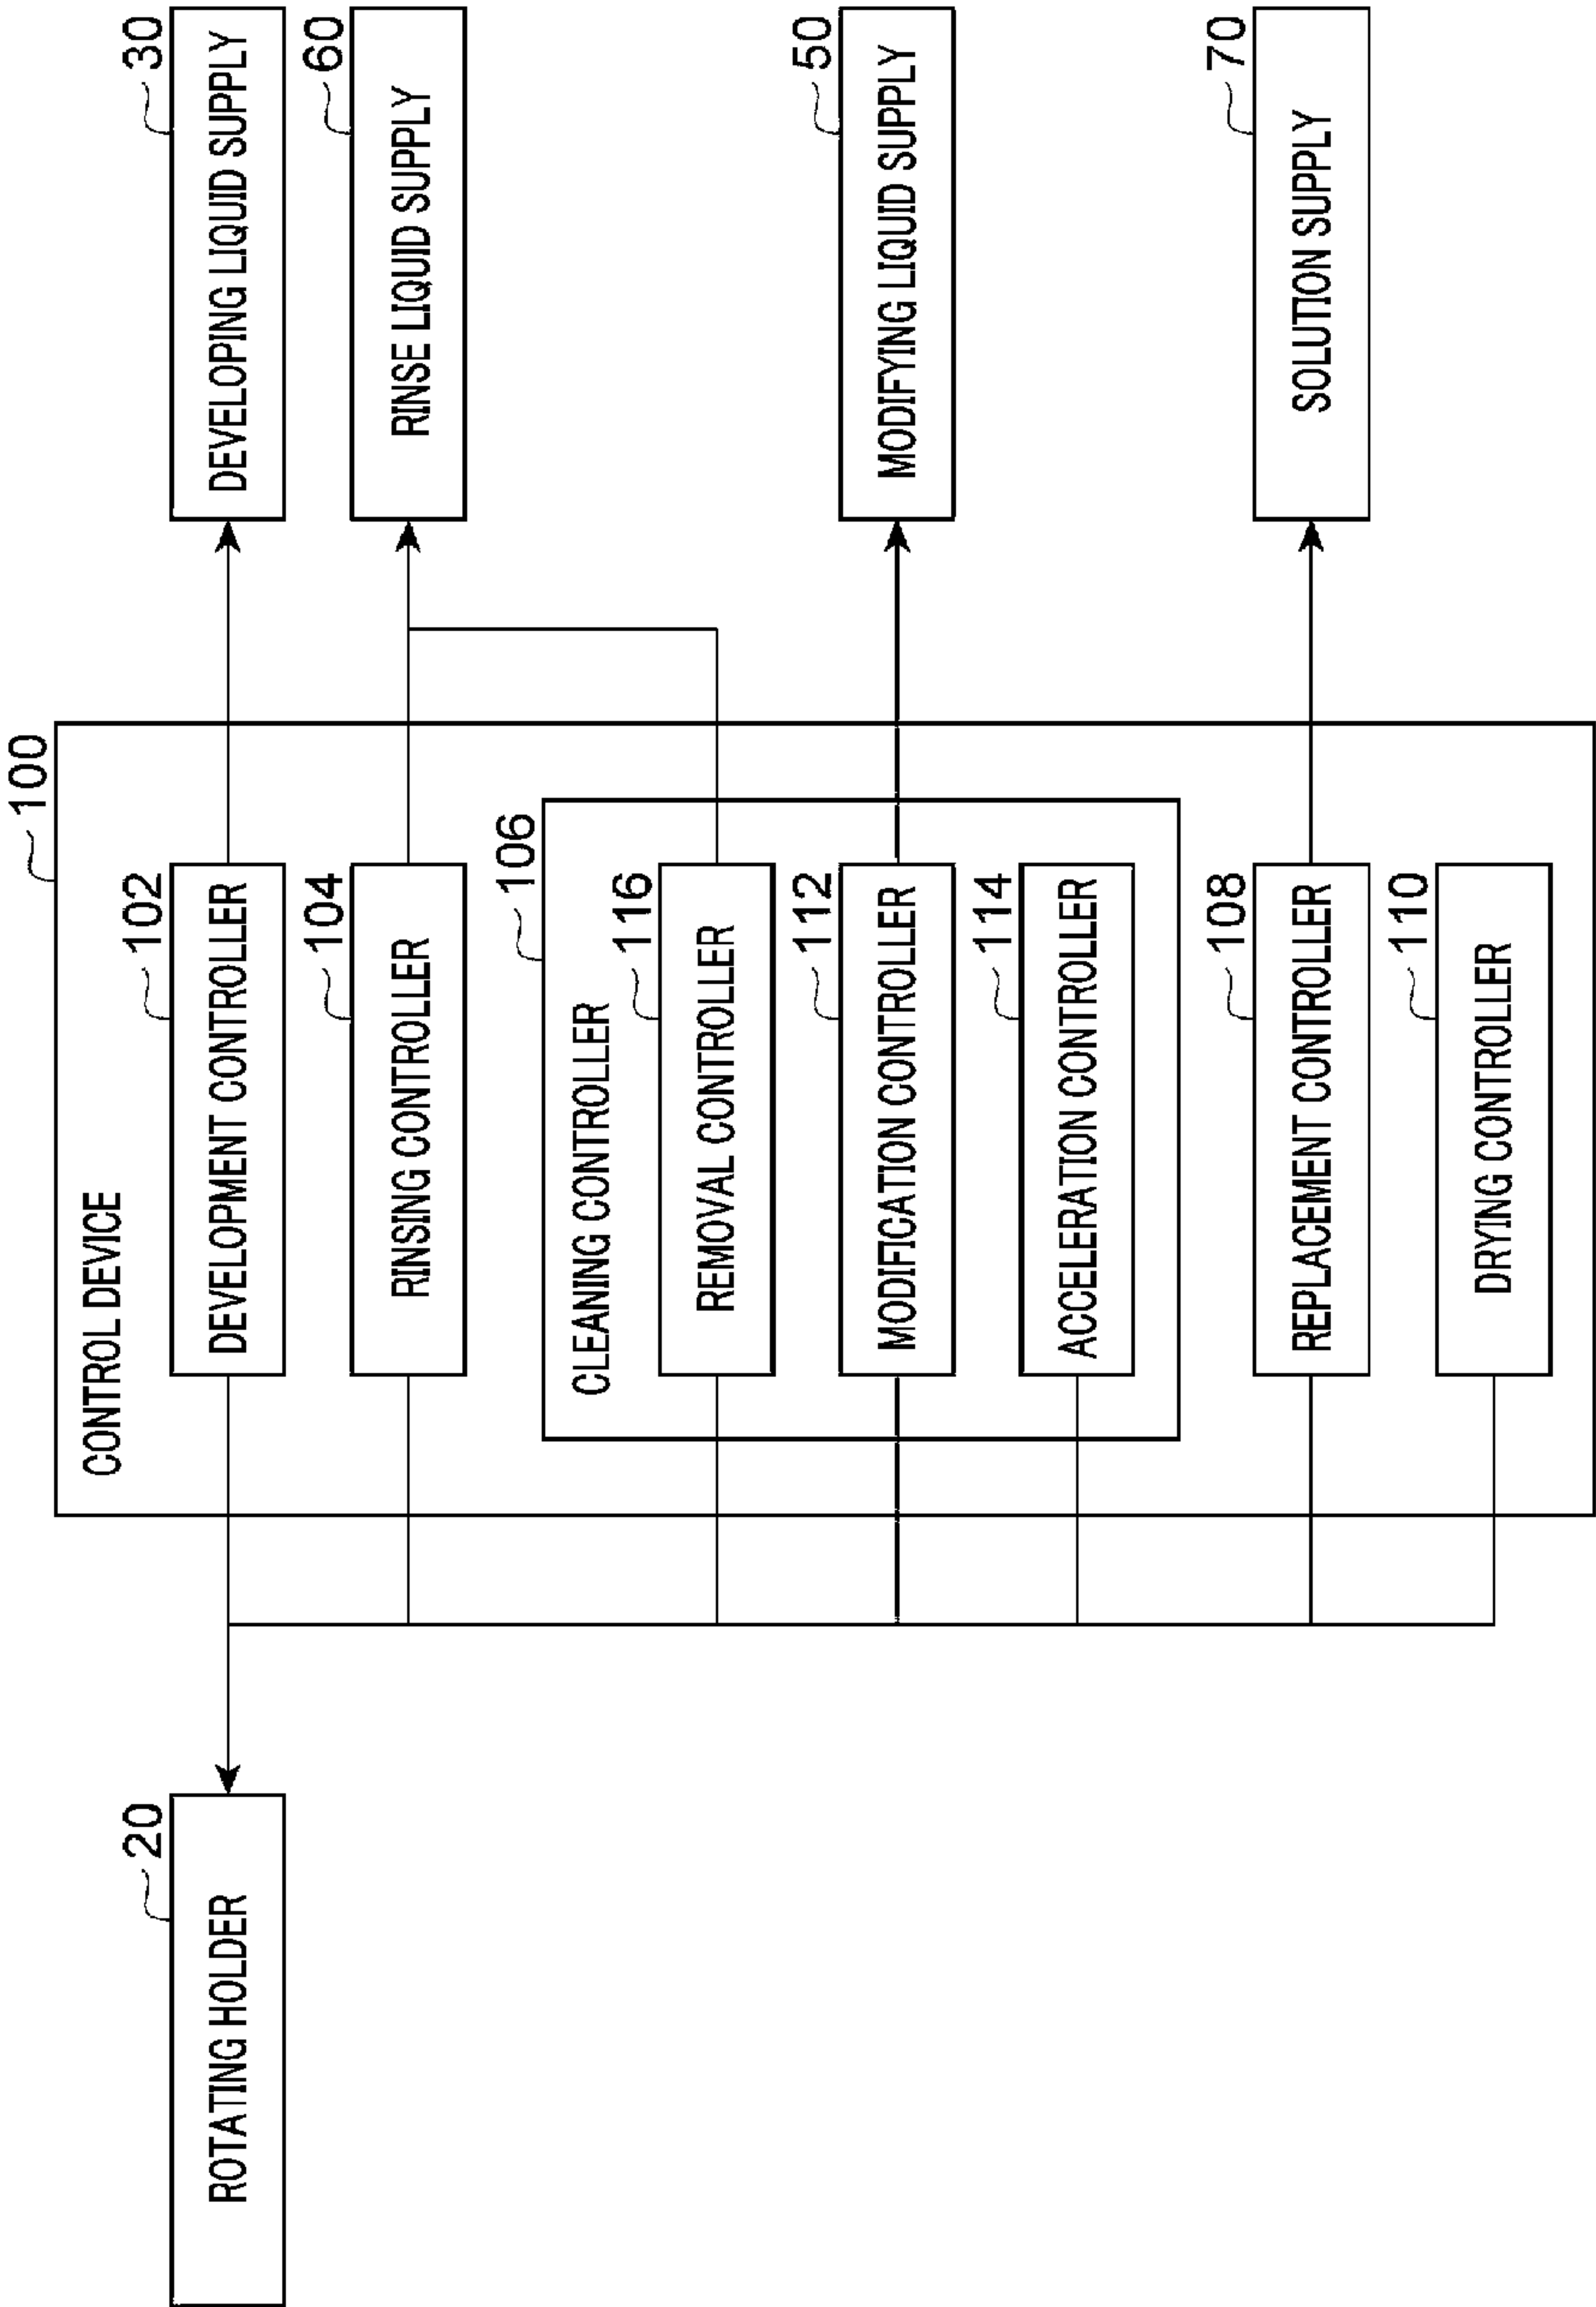 100
CONTROL DEVICE
20
ROTATING HOLDER
102
DEVELOPMENT CONTROLLER
30
DEVELOPING LIQUID SUPPLY
104
RINSING CONTROLLER
60
RINSE LIQUID SUPPLY
106
CLEANING CONTROLLER
116
REMOVAL CONTROLLER
112
MODIFICATION CONTROLLER
50
MODIFYING LIQUID SUPPLY
114
ACCELERATION CONTROLLER
108
REPLACEMENT CONTROLLER
70
SOLUTION SUPPLY
110
DRYING CONTROLLER